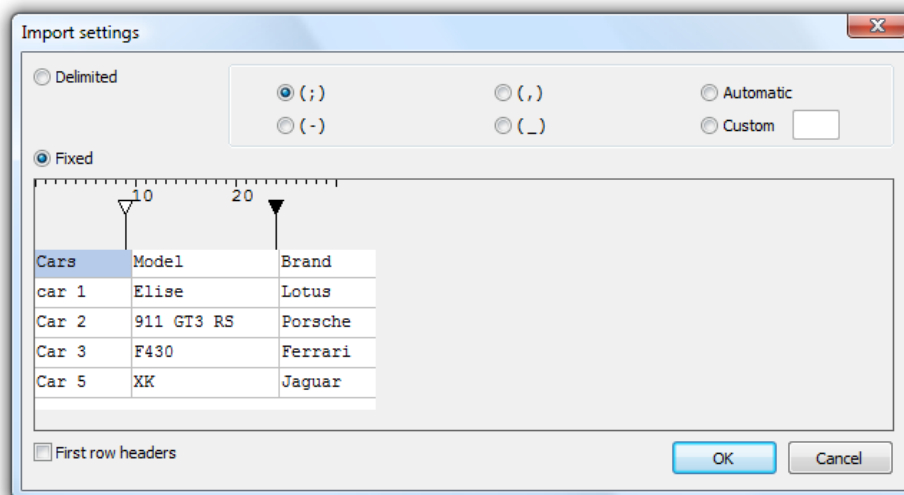 Import settings
Delimited
(;) (,) Automatic
(-) (_) Custom
Fixed
10 20
Cars Model Brand
car 1 Elise Lotus
Car 2 911 GT3 RS Porsche
Car 3 F430 Ferrari
Car 5 XK Jaguar
First row headers OK Cancel